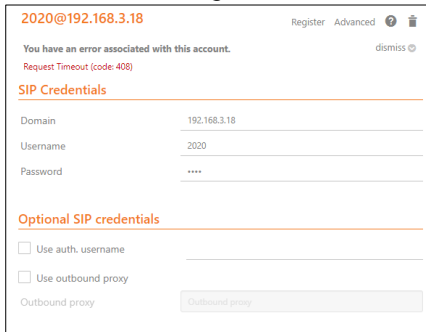 2020@192.168.3.18
Register Advanced ?
You have an error associated with this account. dismiss
Request Timeout (code: 408)
SIP Credentials
Domain 192.168.3.18
Username 2020
Password ••••
Optional SIP credentials
Use auth. username
Use outbound proxy
Outbound proxy Outbound proxy